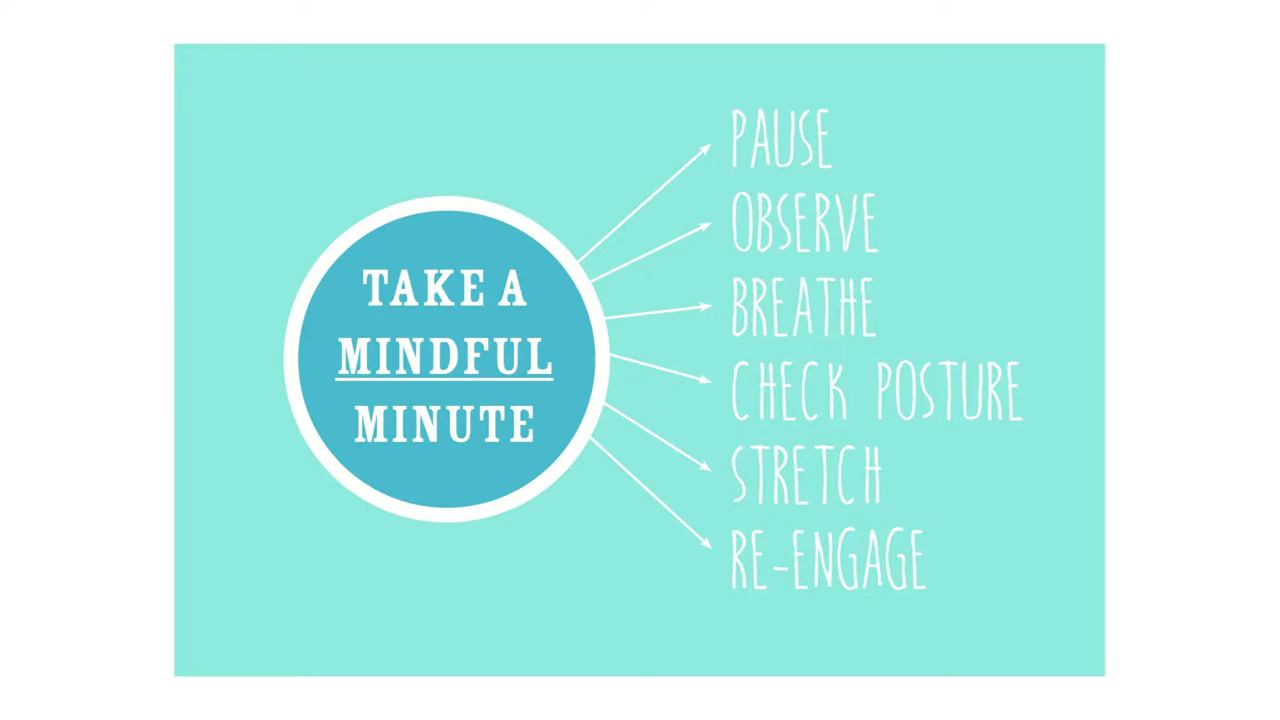 TAKE A
MINDFUL
MINUTE
PAUSE
OBSERVE
BREATHE
CHECK POSTURE
STRETCH
RE-ENGAGE